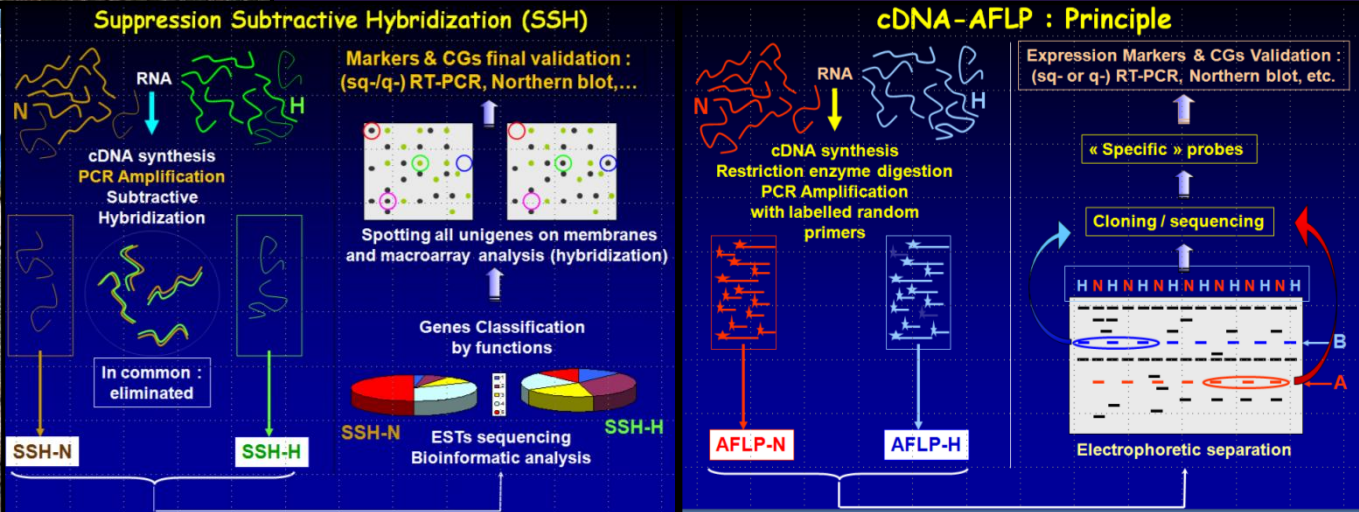 Suppression Subtractive Hybridization (SSH)
N
RNA
H
cDNA synthesis
PCR Amplification
Subtractive
Hybridization
In common :
eliminated
SSH-N
SSH-H
Markers & CGs final validation :
(sq-/q-) RT-PCR, Northern blot,…
Spotting all unigenes on membranes
and macroarray analysis (hybridization)
Genes Classification
by functions
SSH-N
SSH-H
ESTs sequencing
Bioinformatic analysis
cDNA-AFLP : Principle
N
RNA
H
cDNA synthesis
Restriction enzyme digestion
PCR Amplification
with labelled random
primers
AFLP-N
AFLP-H
Expression Markers & CGs Validation :
(sq- or q-) RT-PCR, Northern blot, etc.
« Specific » probes
Cloning / sequencing
H N H N H N H N H N H N H N H
B
A
Electrophoretic separation